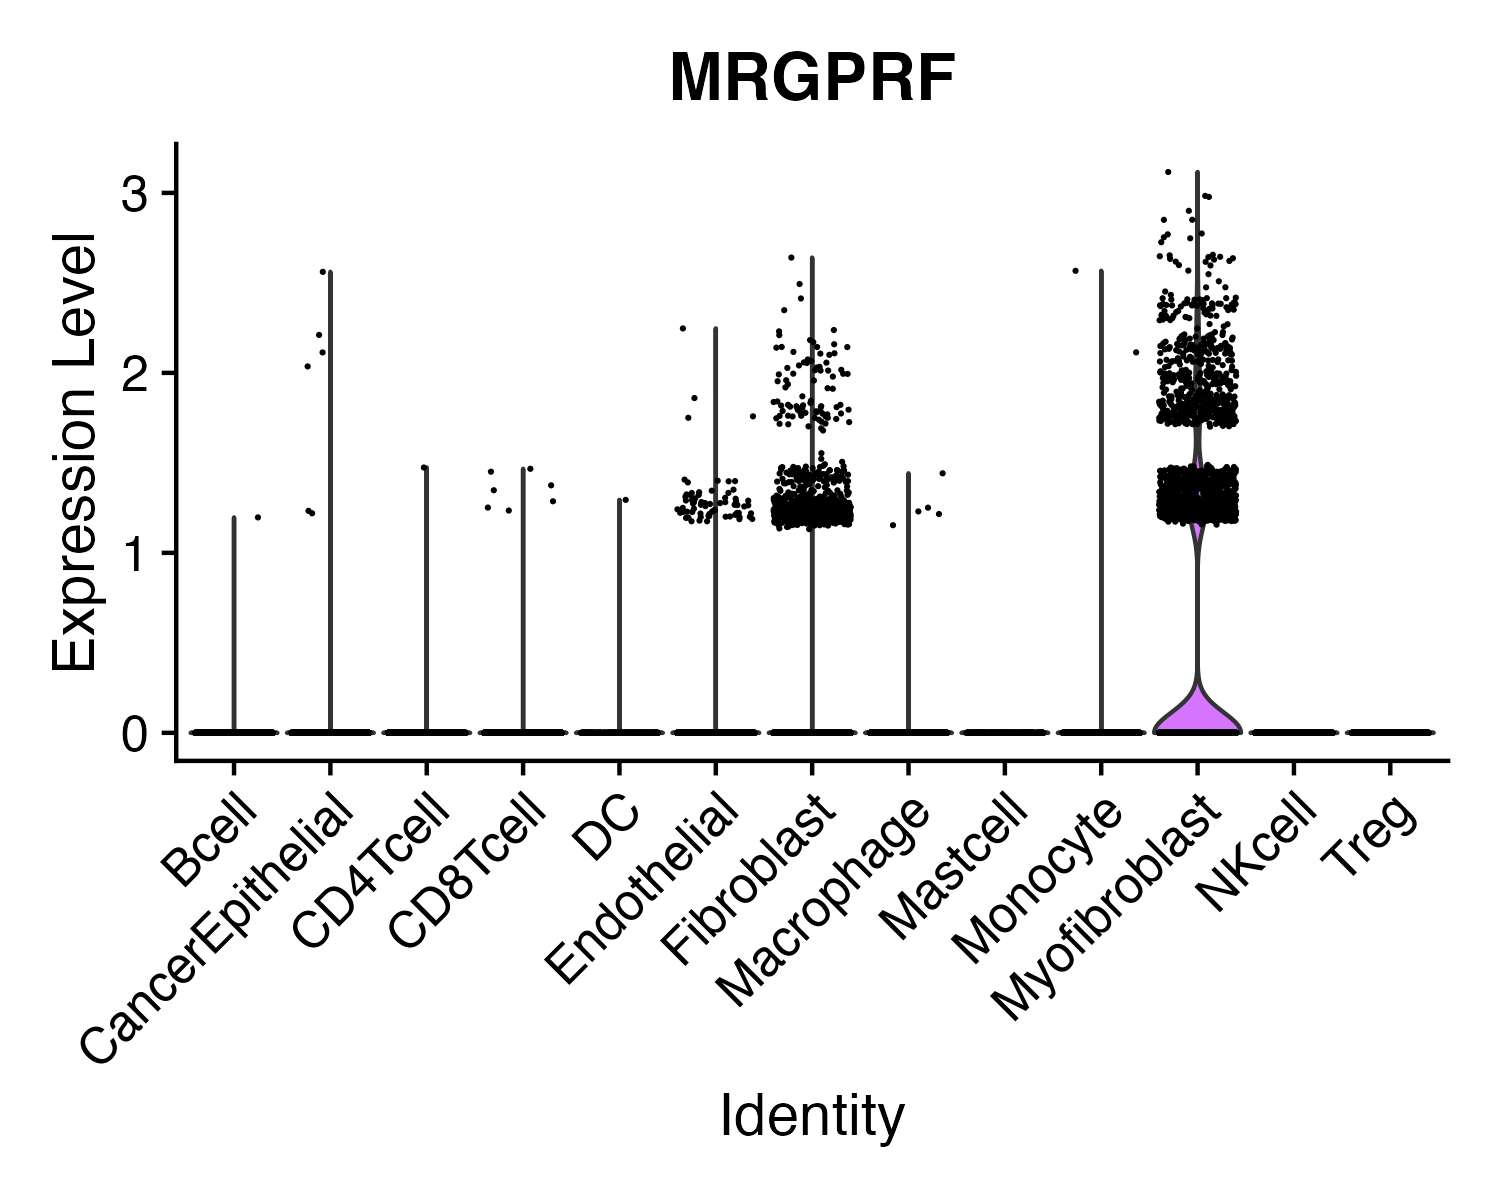 MRGPRF
Expression Level
3
2
1
0
Bcell
CancerEpithelial
CD4Tcell
CD8Tcell
DC
Endothelial
Fibroblast
Macrophage
Mastcell
Monocyte
Myofibroblast
NKcell
Treg
Identity